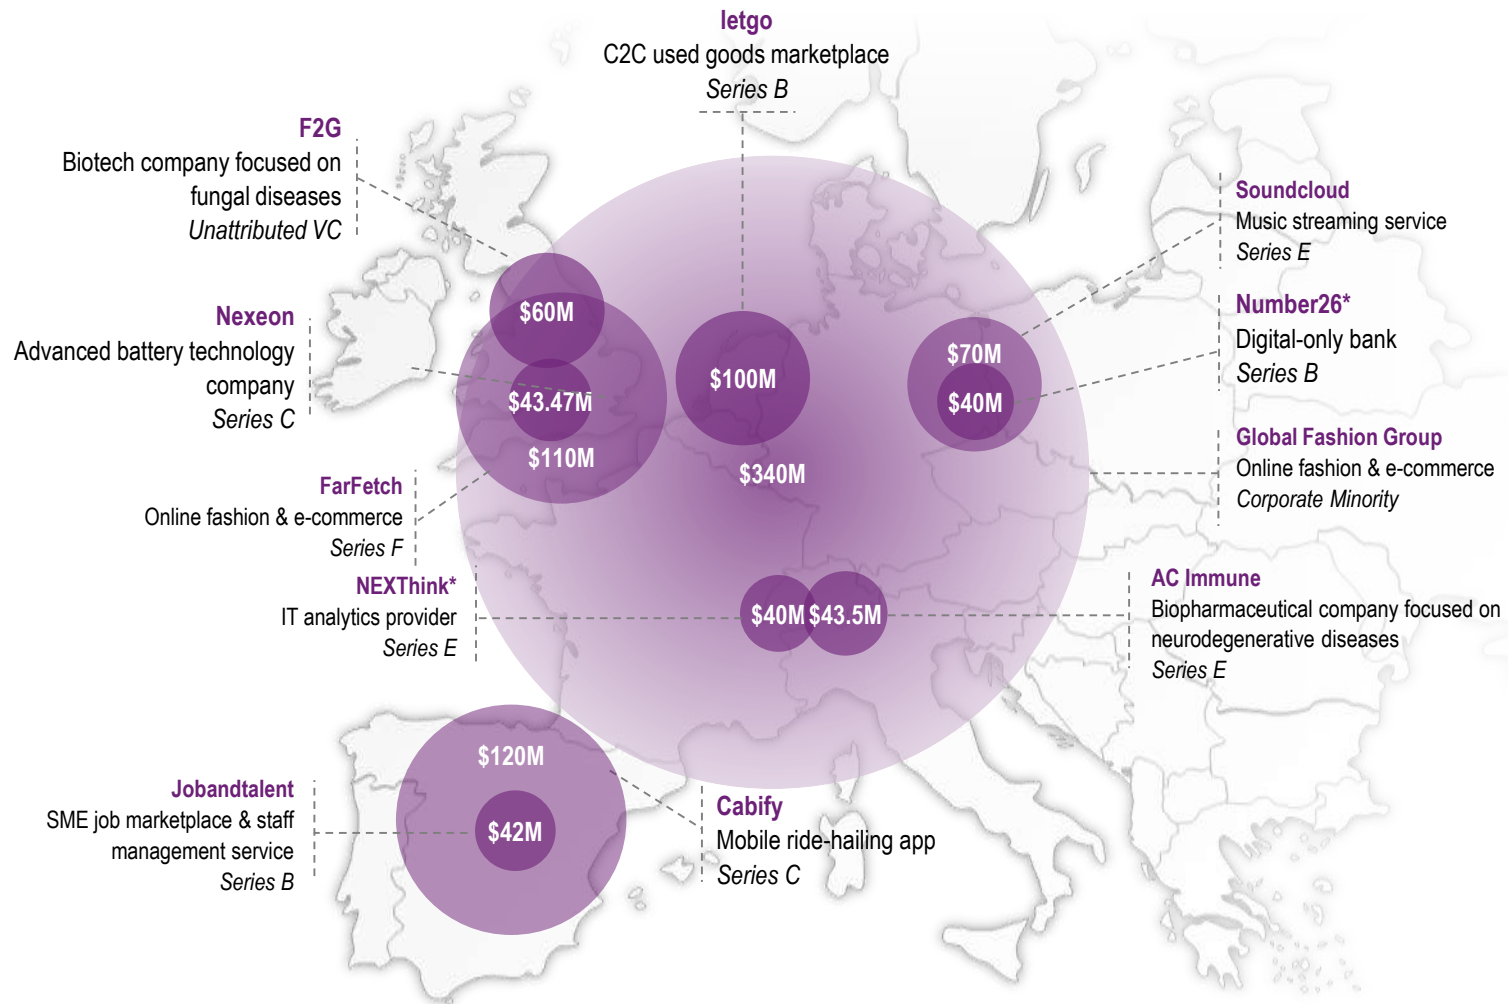 letgo
C2C used goods marketplace
Series B
F2G
Biotech company focused on
fungal diseases
Unattributed VC
Soundcloud
Music streaming service
Series E
Nexeon
Advanced battery technology
company
Series C
Number26*
Digital-only bank
Series B
$60M
$43.47M
$110M
$100M
$340M
$70M
$40M
FarFetch
Online fashion & e-commerce
Series F
Global Fashion Group
Online fashion & e-commerce
Corporate Minority
NEXThink*
IT analytics provider
Series E
$40M
$43.5M
AC Immune
Biopharmaceutical company focused on
neurodegenerative diseases
Series E
$120M
$42M
Jobandtalent
SME job marketplace & staff
management service
Series B
Cabify
Mobile ride-hailing app
Series C